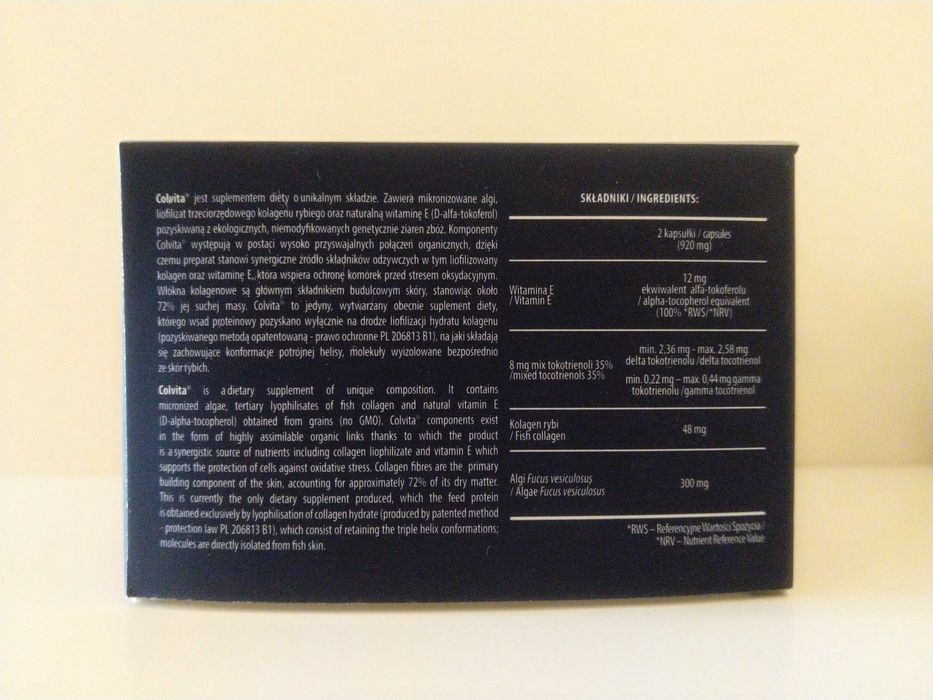 Colvita® jest suplementem diety o unikalnym składzie. Zawiera mikronizowane algi,
liofilizat trzeciorzędowego kolagenu rybiego oraz naturalną witaminę E (D-alfa-tokoferol)
pozyskiwaną z ekologicznych, niemodyfikowanych genetycznie ziaren zbóż. Komponenty
Colvita® występują w postaci wysoko przyswajalnych połączeń organicznych, dzięki
czemu preparat stanowi synergiczne źródło składników odżywczych w tym liofilizowany
kolagen oraz witaminę E, która wspiera ochronę komórek przed stresem oksydacyjnym.
Włókna kolagenowe są głównym składnikiem budulcowym skóry, stanowiąc około
72% jej suchej masy. Colvita® to jedyny, wytwarzany obecnie suplement diety,
którego wsad proteinowy pozyskano wyłącznie na drodze liofilizacji hydratu kolagenu
(pozyskiwanego metodą opatentowaną - prawo ochronne PL 206813 B1), na jaki składają
się zachowujące konformacje potrójnej helisy, molekuły wyizolowane bezpośrednio
ze skór rybich.
Colvita® is a dietary supplement of unique composition. It contains
micronized algae, tertiary lyophilisates of fish collagen and natural vitamin E
(D-alpha-tocopherol) obtained from grains (no GMO). Colvita® components exist
in the form of highly assimilable organic links thanks to which the product
is a synergistic source of nutrients including collagen liophilizate and vitamin E which
supports the protection of cells against oxidative stress. Collagen fibres are the primary
building component of the skin, accounting for approximately 72% of its dry matter.
This is currently the only dietary supplement produced, which the feed protein
is obtained exclusively by lyophilisation of collagen hydrate (produced by patented method
- protection law PL 206813 B1), which consist of retaining the triple helix conformations;
molecules are directly isolated from fish skin.
SKŁADNIKI / INGREDIENTS:
2 kapsułki / capsules
(920 mg)
Witamina E
/ Vitamin E
12 mg
ekwiwalent alfa-tokoferolu
/ alpha-tocopherol equivalent
(100% *RWS/*NRV)
8 mg mix tokotrienoli 35%
/mixed tocotrienols 35%
min. 2,36 mg - max. 2,58 mg
delta tokotrienolu /delta tocotrienol
min. 0,22 mg – max. 0,44 mg gamma
tokotrienolu /gamma tocotrienol
Kolagen rybi
/ Fish collagen
48 mg
Algi Fucus vesiculosus
/ Algae Fucus vesiculosus
300 mg
*RWS – Referencyjne Wartości Spożycia /
*NRV – Nutrient Reference Value